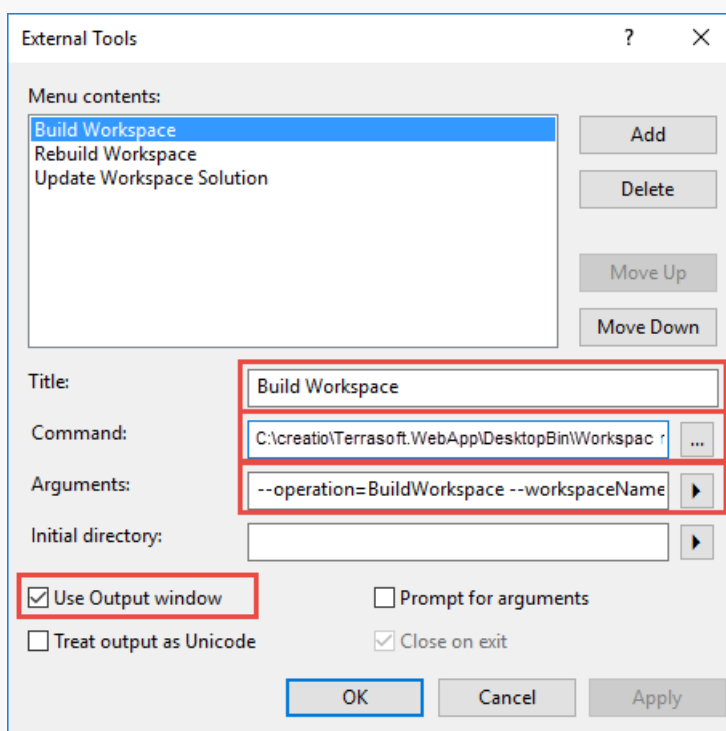 External Tools ? ✕
Menu contents:
Build Workspace
Rebuild Workspace
Update Workspace Solution
Add
Delete
Move Up
Move Down
Title:
Build Workspace
Command:
C:\creatio\Terrasoft.WebApp\DesktopBin\Workspac r
...
Arguments:
--operation=BuildWorkspace --workspaceName
Initial directory:
Use Output window
Prompt for arguments
Treat output as Unicode
Close on exit
OK Cancel Apply